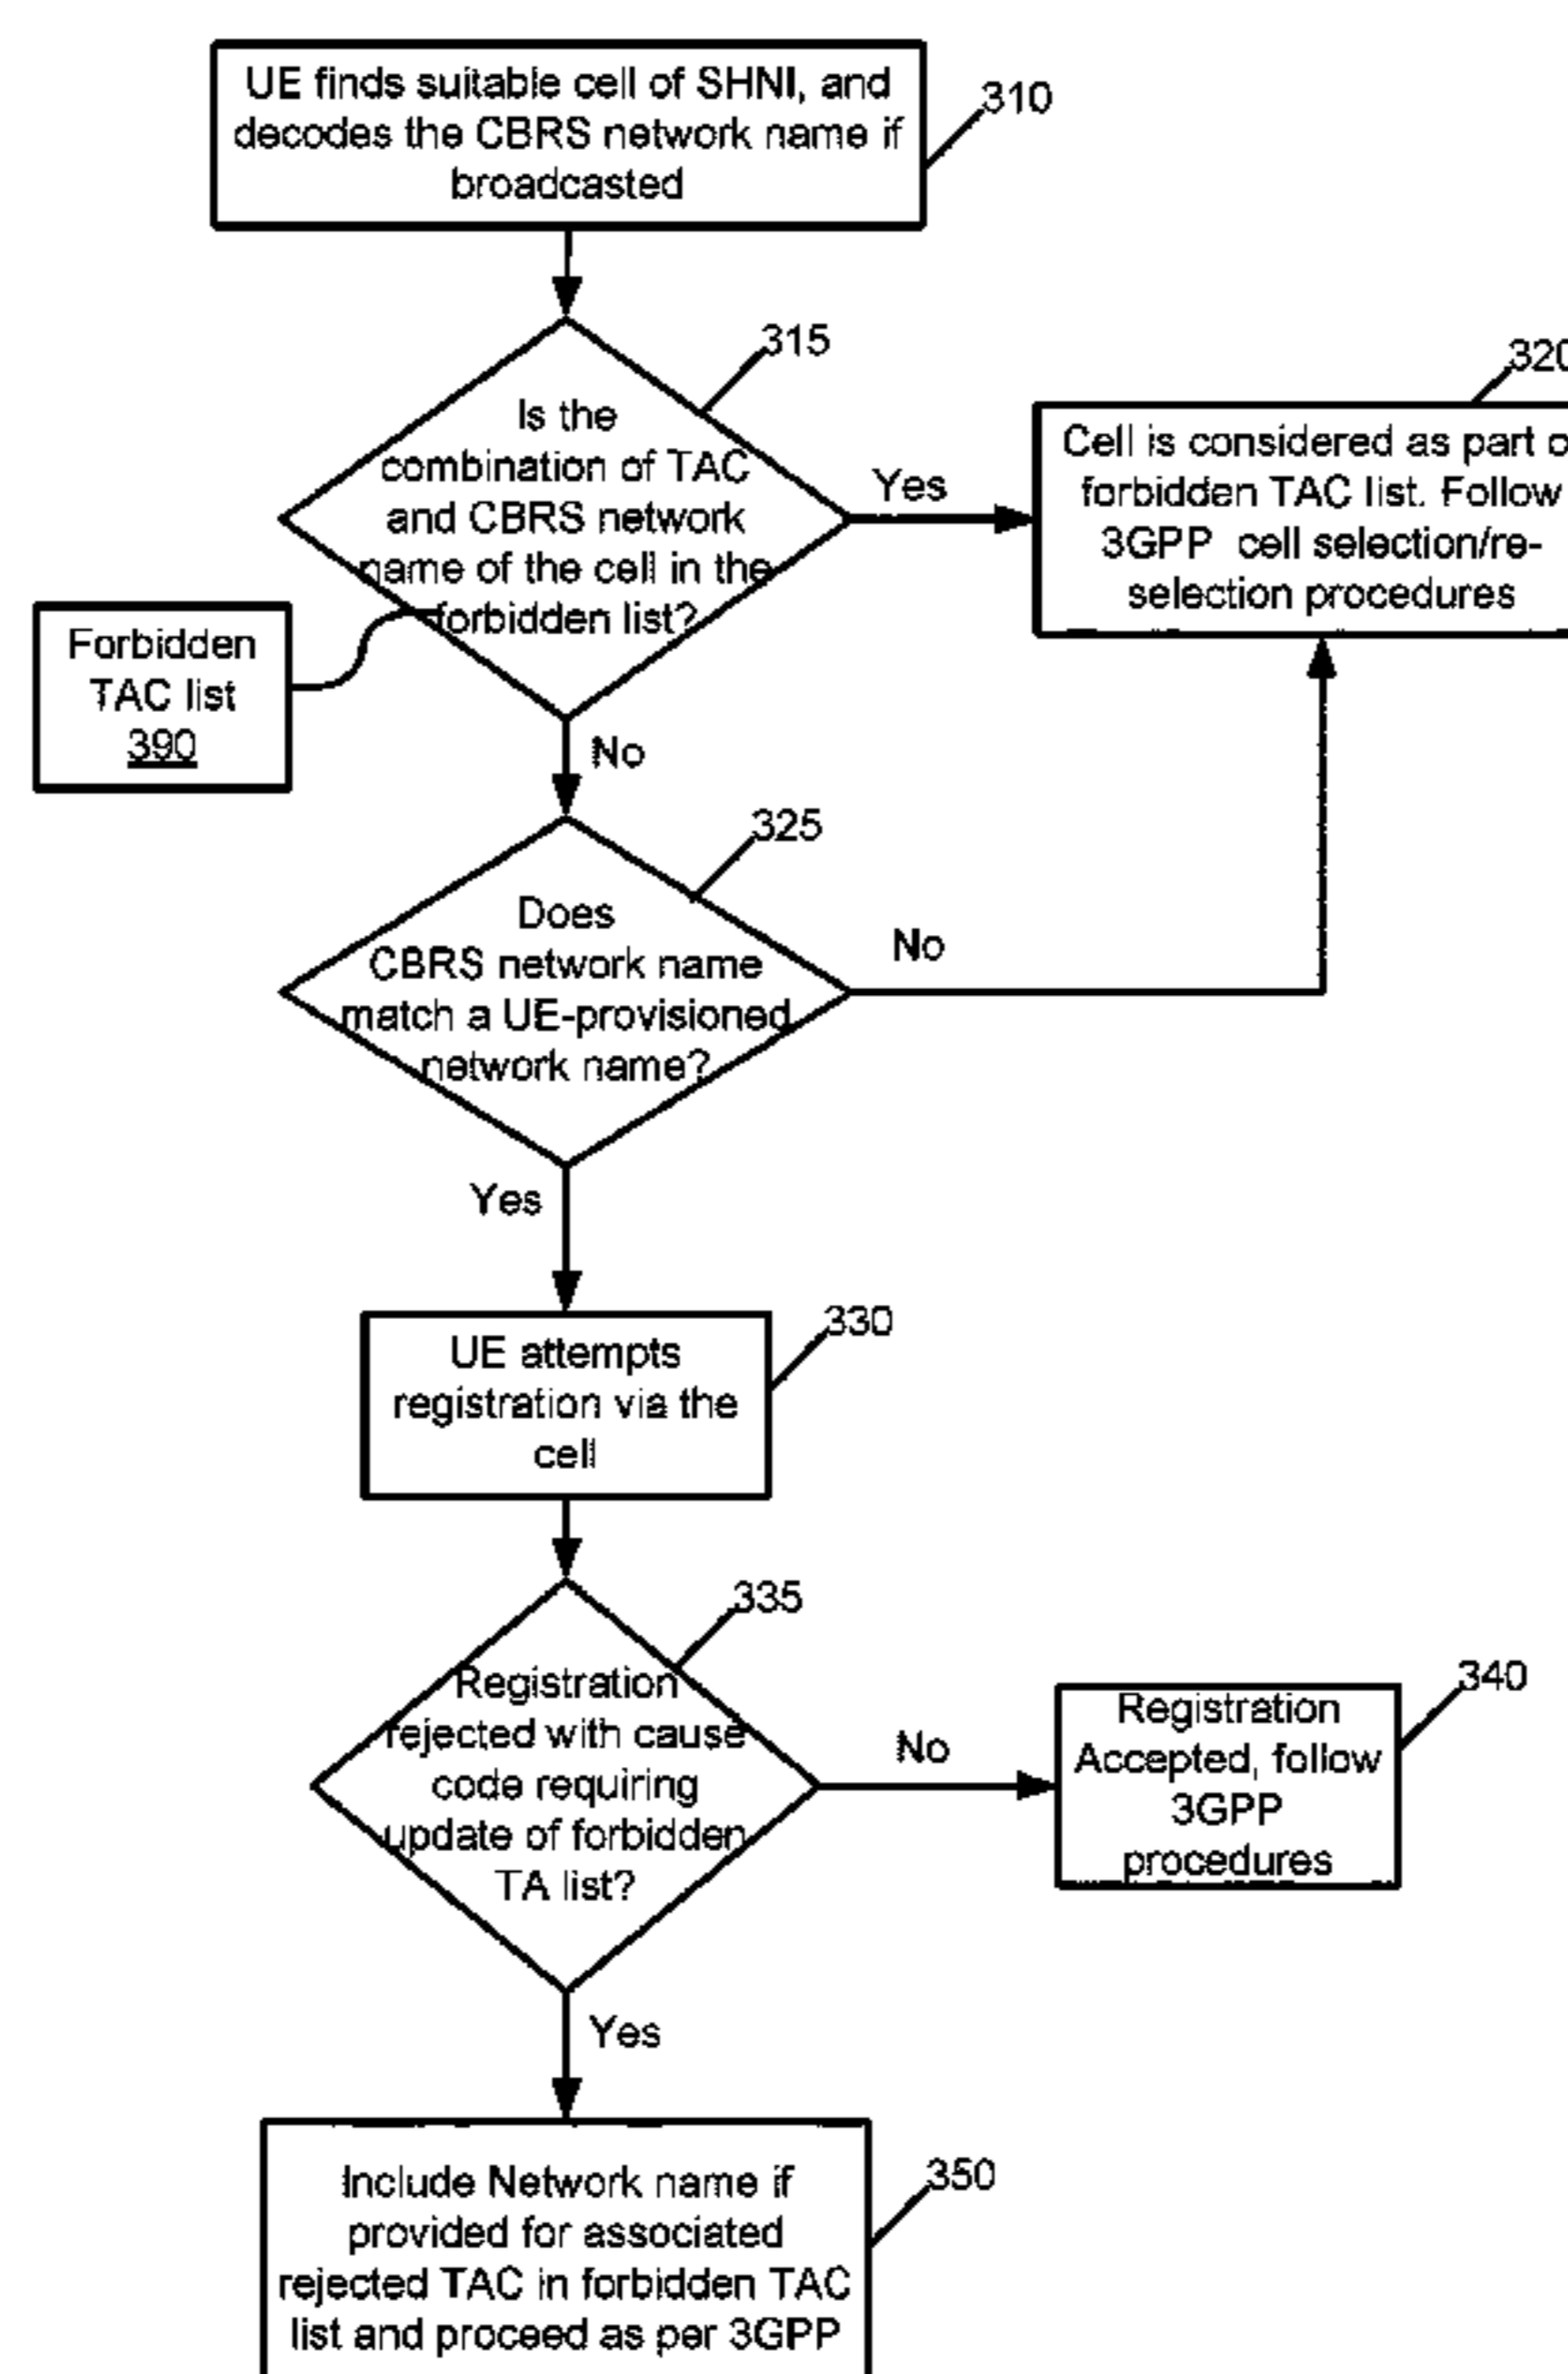 UE finds suitable cell of SHNI, and
decodes the CBRS network name if
broadcasted
310
315
Is the
combination of TAC
and CBRS network
name of the cell in the
forbidden list?
Yes
320
Cell is considered as part o
forbidden TAC list. Follow
3GPP cell selection/re-
selection procedures
Forbidden
TAC list
390
No
325
Does
CBRS network name
match a UE-provisioned
network name?
No
Yes
330
UE attempts
registration via the
cell
335
Registration
rejected with cause
code requiring
update of forbidden
TA list?
No
340
Registration
Accepted, follow
3GPP
procedures
Yes
350
Include Network name if
provided for associated
rejected TAC in forbidden TAC
list and proceed as per 3GPP